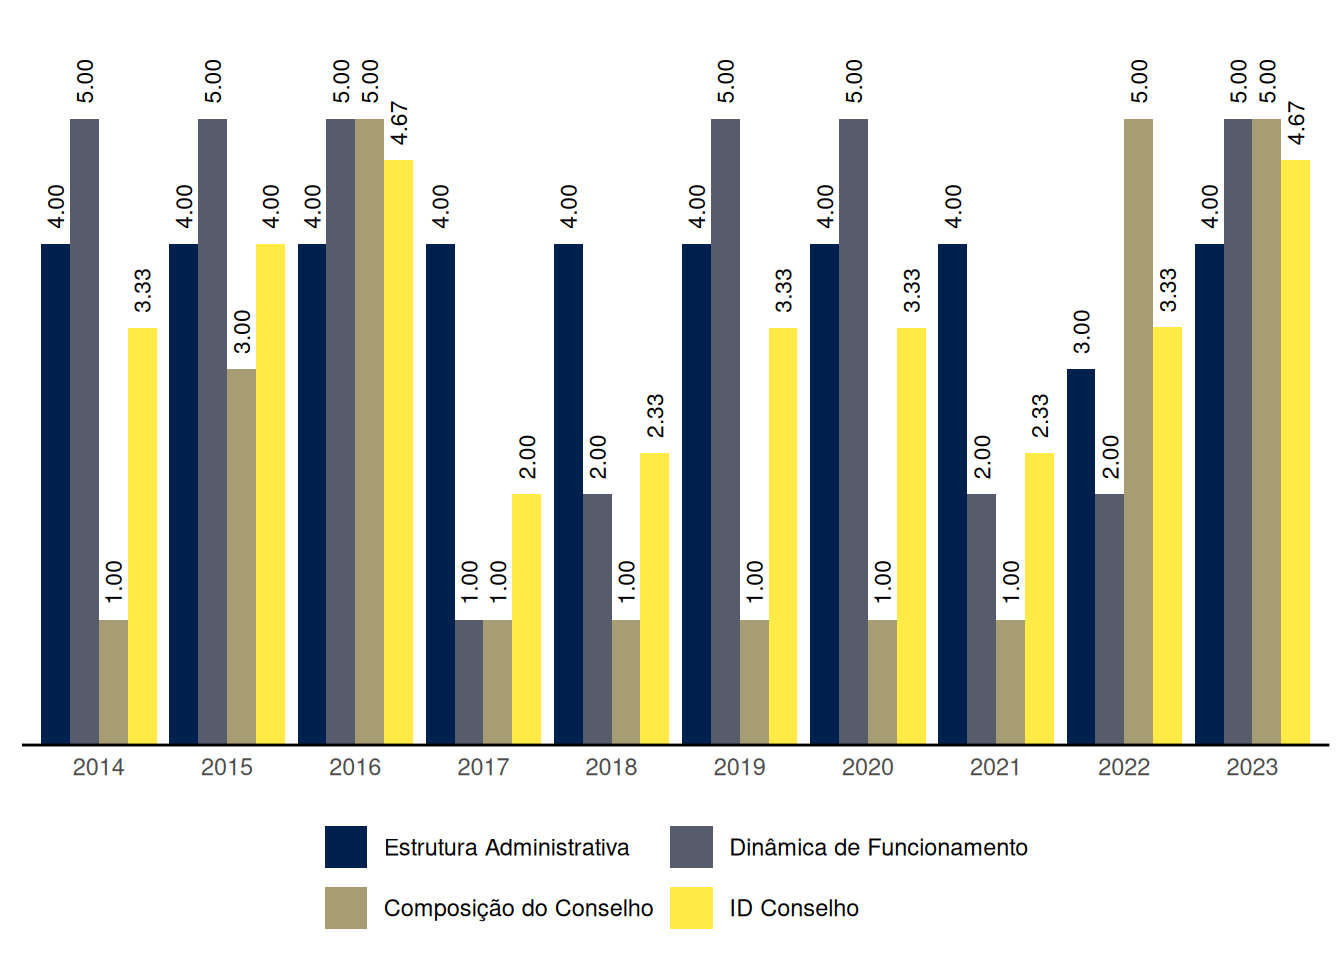 4.00 5.00 1.00 3.33 4.00 5.00 3.00 4.00 4.00 5.00 5.00 4.67 4.00 1.00 1.00 2.00 4.00 2.00 1.00 2.33 4.00 5.00 1.00 3.33 4.00 5.00 1.00 3.33 4.00 2.00 1.00 2.33 3.00 2.00 5.00 3.33 4.00 5.00 5.00 4.67
2014 2015 2016 2017 2018 2019 2020 2021 2022 2023
Estrutura Administrativa Dinâmica de Funcionamento
Composição do Conselho ID Conselho